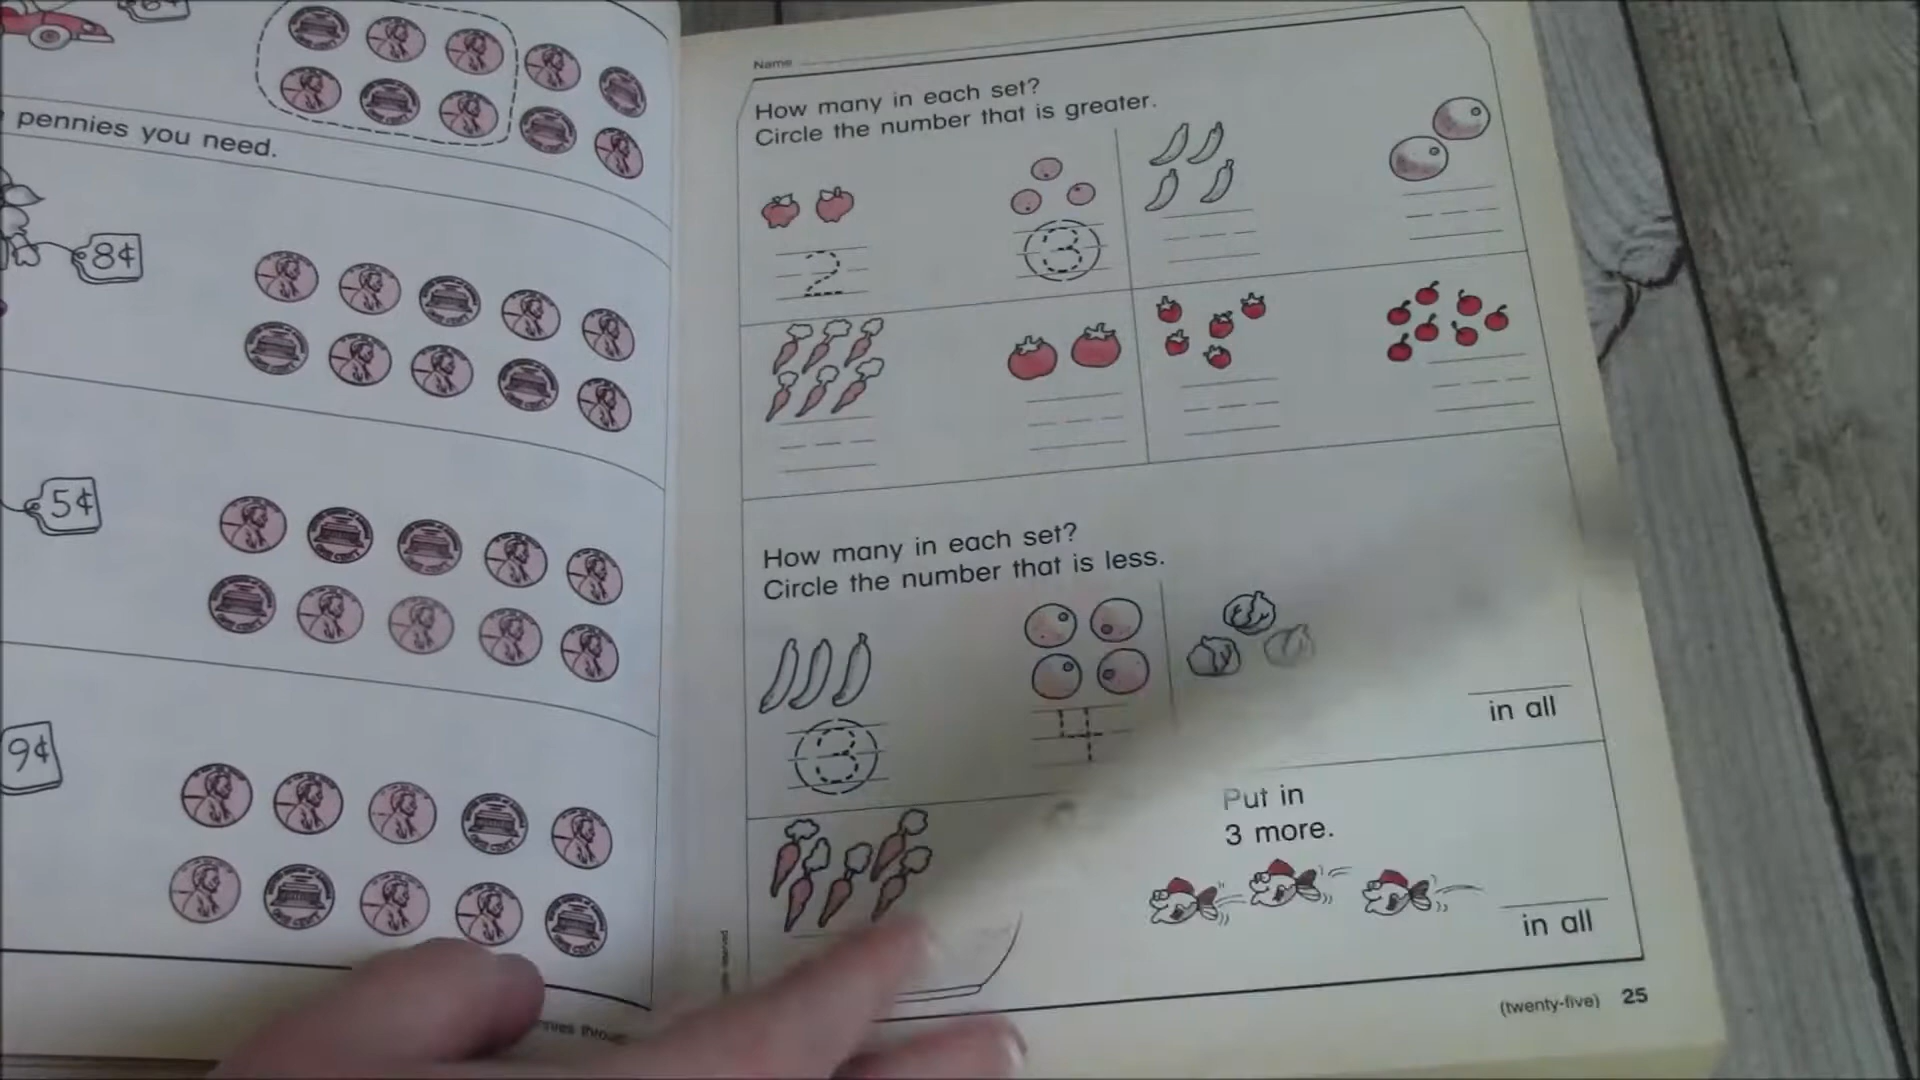 6¢
pennies you need.
8¢
5¢
9¢
Name
How many in each set?
Circle the number that is greater.
2
3
How many in each set?
Circle the number that is less.
3
4
in all
Put in
3 more.
in all
(twenty-five) 25